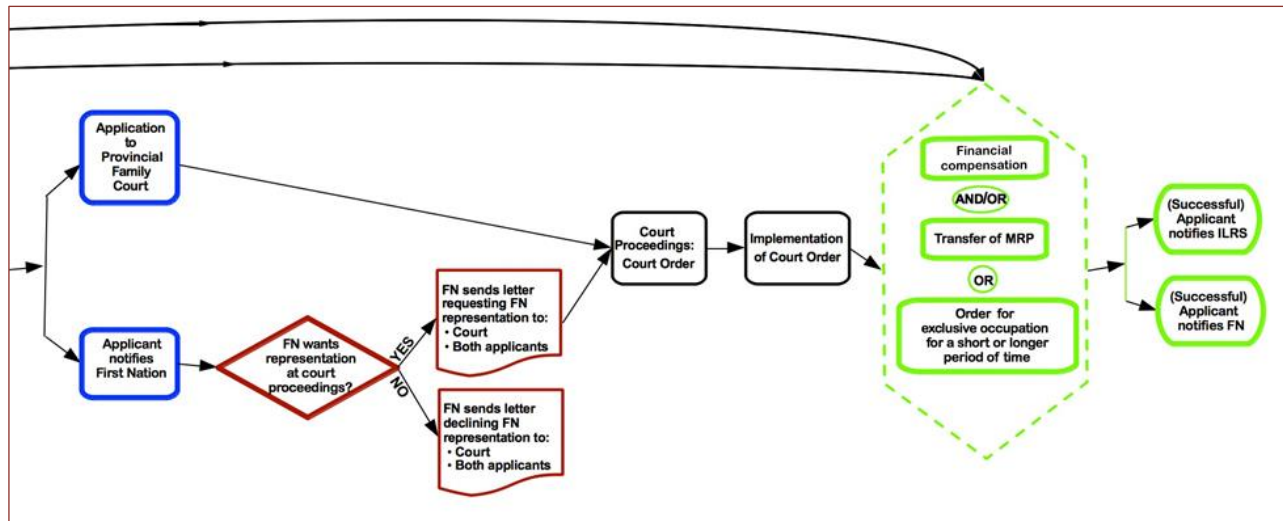 Application
to
Provincial
Family
Court
Applicant
notifies
First Nation
FN wants
representation
at court
proceedings?
YES
NO
FN sends letter
requesting FN
representation to:
• Court
• Both applicants
FN sends letter
declining FN
representation to:
• Court
• Both applicants
Court
Proceedings:
Court Order
Implementation
of Court Order
Financial
compensation
AND/OR
Transfer of MRP
OR
Order for
exclusive occupation
for a short or longer
period of time
(Successful)
Applicant
notifies ILRS
(Successful)
Applicant
notifies FN